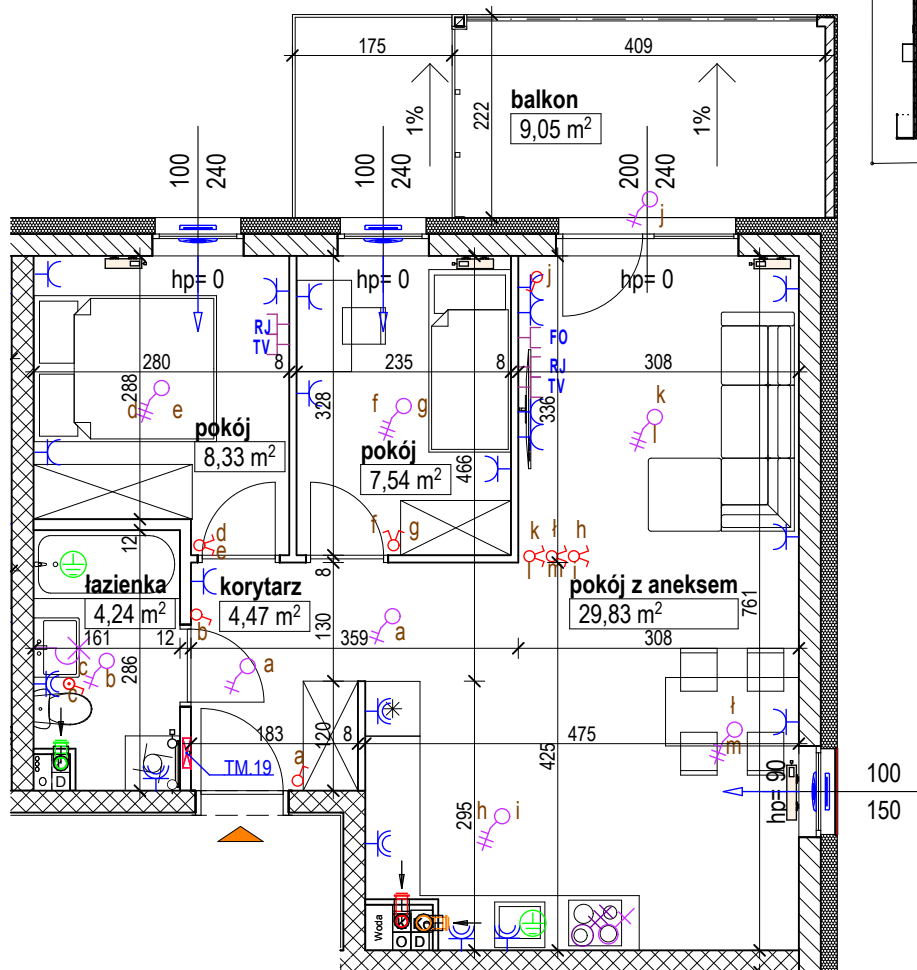 175
409
222
1%
1%
balkon
9,05 m²
100
240
100
240
200
240
j
hp= 0
hp= 0
hp= 0
j
RJ
TV
FO
RJ
TV
280
8
235
8
308
288
328
336
d
e
f
g
k
l
pokój
8,33 m²
pokój
7,54 m²
466
d
e
f
g
k
l
ł
m
h
i
12
8
łazienka
4,24 m²
korytarz
4,47 m²
pokój z aneksem
29,83 m²
761
b
a
130
161
12
359
308
286
c
b
c
a
ł
m
183
120
8
475
425
a
TM.19
hp= 90
100
150
D
295
h
i
Woda
K
O
D